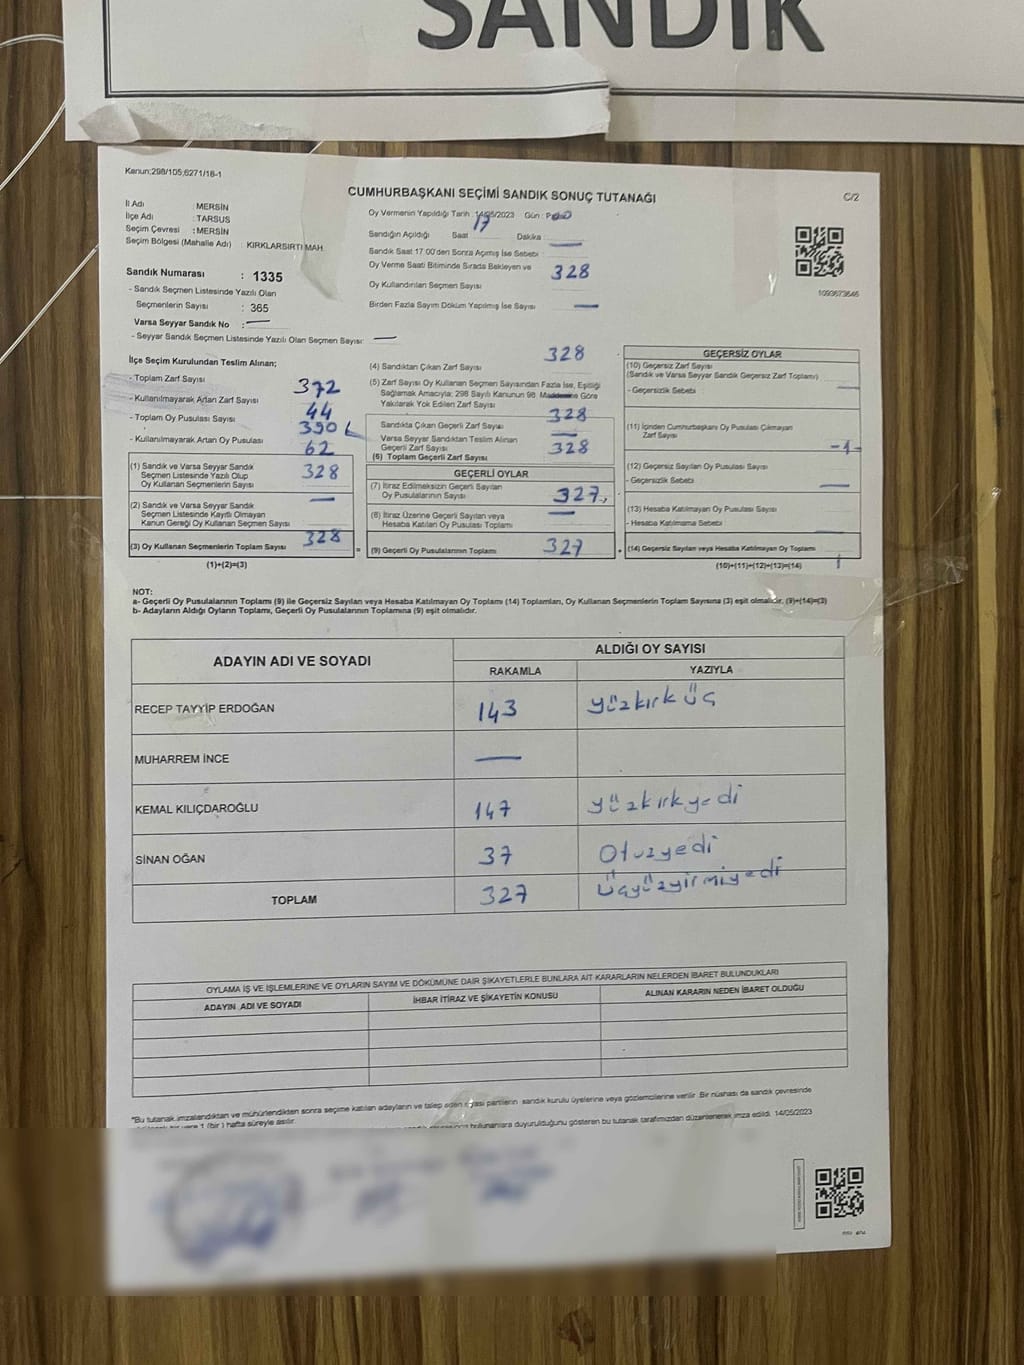 SANDIK
Kanun:298/105;6271/18-1
CUMHURBAŞKANI SEÇİMİ SANDIK SONUÇ TUTANAĞI
C/2
İl Adı : MERSİN
İlçe Adı : TARSUS
Seçim Çevresi : MERSİN
Seçim Bölgesi (Mahalle Adı) : KIRKLARSIRTI MAH.
Sandık Numarası : 1335
- Sandık Seçmen Listesinde Yazılı Olan
Seçmenlerin Sayısı : 365
Varsa Seyyar Sandık No : —
- Seyyar Sandık Seçmen Listesinde Yazılı Olan Seçmen Sayısı: —
Oy Vermenin Yapıldığı Tarih : 14/05/2023 Gün :
Sandığın Açıldığı Saat 17 Dakika
Sandık Saat 17:00'den Sonra Açmış İse Sebebi —
Oy Verme Saati Bitiminde Sırada Bekleyen ve
Oy Kullandırılan Seçmen Sayısı 328
Birden Fazla Sayım Döküm Yapılmış İse Sayısı —
1093673646
İlçe Seçim Kurulundan Teslim Alınan;
- Toplam Zarf Sayısı 372
- Kullanılmayarak Artan Zarf Sayısı 44
- Toplam Oy Pusulası Sayısı 390
- Kullanılmayarak Artan Oy Pusulası 62
(1) Sandık ve Varsa Seyyar Sandık
Seçmen Listesinde Yazılı Olup
Oy Kullanan Seçmenlerin Sayısı 328
(2) Sandık ve Varsa Seyyar Sandık
Seçmen Listesinde Kayıtlı Olmayan
Kanun Gereği Oy Kullanan Seçmen Sayısı —
(3) Oy Kullanan Seçmenlerin Toplam Sayısı 328
(1)+(2)=(3)
(4) Sandıktan Çıkan Zarf Sayısı 328
(5) Zarf Sayısı Oy Kullanan Seçmen Sayısından Fazla İse, Eşitliği
Sağlamak Amacıyla; 298 Sayılı Kanunun 98. Maddesine Göre
Yakılarak Yok Edilen Zarf Sayısı
Sandıkta Çıkan Geçerli Zarf Sayısı 328
Varsa Seyyar Sandıktan Teslim Alınan
Geçerli Zarf Sayısı —
(6) Toplam Geçerli Zarf Sayısı 328
GEÇERLİ OYLAR
(7) İtiraz Edilmeksizin Geçerli Sayılan
Oy Pusulalarının Sayısı 327
(8) İtiraz Üzerine Geçerli Sayılan veya
Hesaba Katılan Oy Pusulası Toplamı —
(9) Geçerli Oy Pusulalarının Toplamı 327
GEÇERSİZ OYLAR
(10) Geçersiz Zarf Sayısı
(Sandık ve Varsa Seyyar Sandık Geçersiz Zarf Toplamı)
- Geçersizlik Sebebi —
(11) İçinden Cumhurbaşkanı Oy Pusulası Çıkmayan
Zarf Sayısı -1-
(12) Geçersiz Sayılan Oy Pusulası Sayısı
- Geçersizlik Sebebi —
(13) Hesaba Katılmayan Oy Pusulası Sayısı
- Hesaba Katılmama Sebebi —
(14) Geçersiz Sayılan veya Hesaba Katılmayan Oy Toplamı 1
(10)+(11)+(12)+(13)=(14)
NOT:
a- Geçerli Oy Pusulalarının Toplamı (9) ile Geçersiz Sayılan veya Hesaba Katılmayan Oy Toplamı (14) Toplamları, Oy Kullanan Seçmenlerin Toplam Sayısına (3) eşit olmalıdır. (9)+(14)=(3)
b- Adayların Aldığı Oyların Toplamı, Geçerli Oy Pusulalarının Toplamına (9) eşit olmalıdır.
ADAYIN ADI VE SOYADI ALDIĞI OY SAYISI
RAKAMLA YAZIYLA
RECEP TAYYİP ERDOĞAN 143 yüzkırküç
MUHARREM İNCE —
KEMAL KILIÇDAROĞLU 147 yüzkırkyedi
SİNAN OĞAN 37 Otuzyedi
TOPLAM 327 üçyüzyirmiyedi
OYLAMA İŞ VE İŞLEMLERİNE VE OYLARIN SAYIM VE DÖKÜMÜNE DAİR ŞİKAYETLERLE BUNLARA AİT KARARLARIN NELERDEN İBARET BULUNDUKLARI
ADAYIN ADI VE SOYADI İHBAR İTİRAZ VE ŞİKAYETİN KONUSU ALINAN KARARIN NEDEN İBARET OLDUĞU
*Bu tutanak imzalandıktan ve mühürlendikten sonra seçime katılan adayların ve talep eden siyasi partilerin sandık kurulu üyelerine veya gözlemcilerine verilir. Bir nüshası da sandık çevresinde
1 (bir) hafta süreyle asılır. bulunanlara duyurulduğunu gösteren bu tutanak tarafımızdan düzenlenerek imza edildi. 14/05/2023